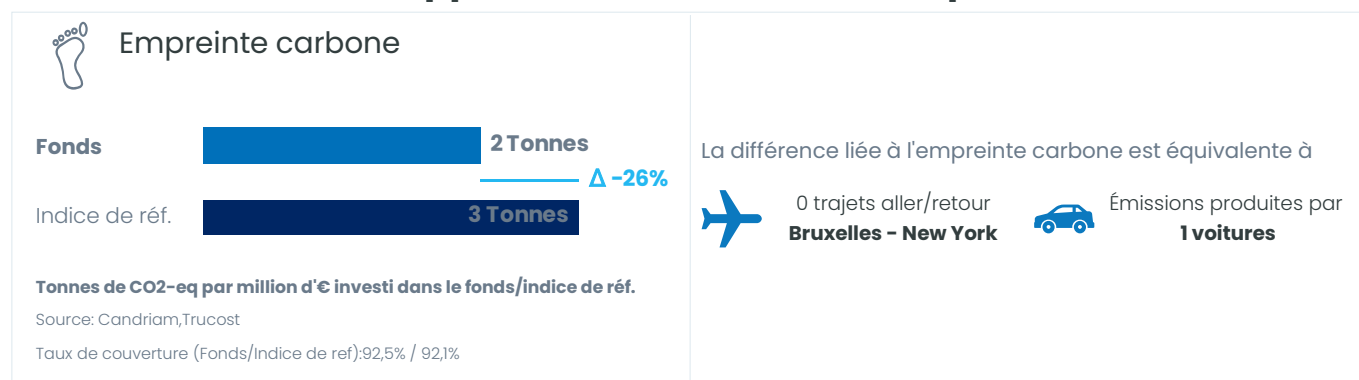 Empreinte carbone
Fonds
2 Tonnes
Δ -26%
Indice de réf.
3 Tonnes
Tonnes de CO2-eq par million d'€ investi dans le fonds/indice de réf.
Source: Candriam,Trucost
Taux de couverture (Fonds/Indice de ref):92,5% / 92,1%
La différence liée à l'empreinte carbone est équivalente à
0 trajets aller/retour
Bruxelles - New York
Émissions produites par
1 voitures